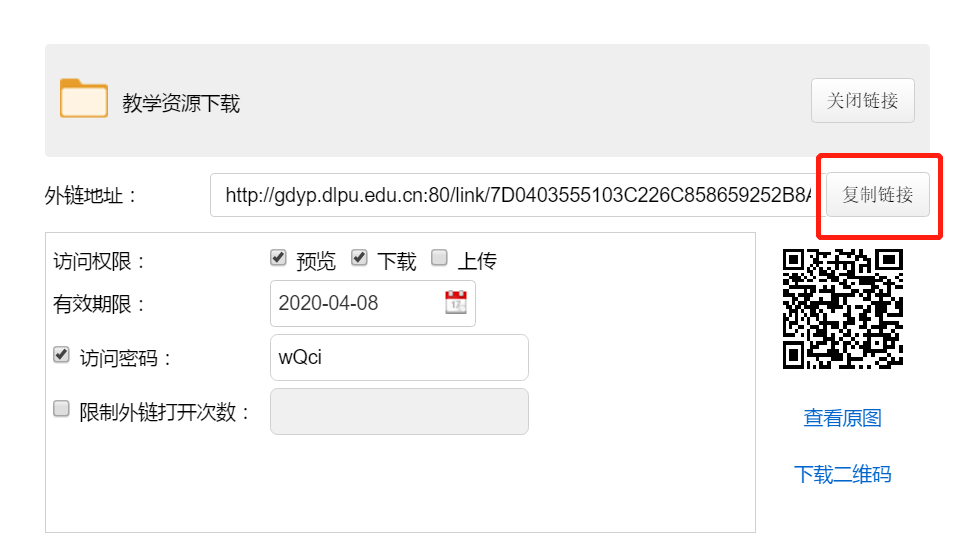 教学资源下载
关闭链接
外链地址：
http://gdyp.dlpu.edu.cn:80/link/7D0403555103C226C858659252B8A
复制链接
访问权限：
预览 下载 上传
有效期限：
2020-04-08
访问密码：
wQci
限制外链打开次数：
查看原图
下载二维码